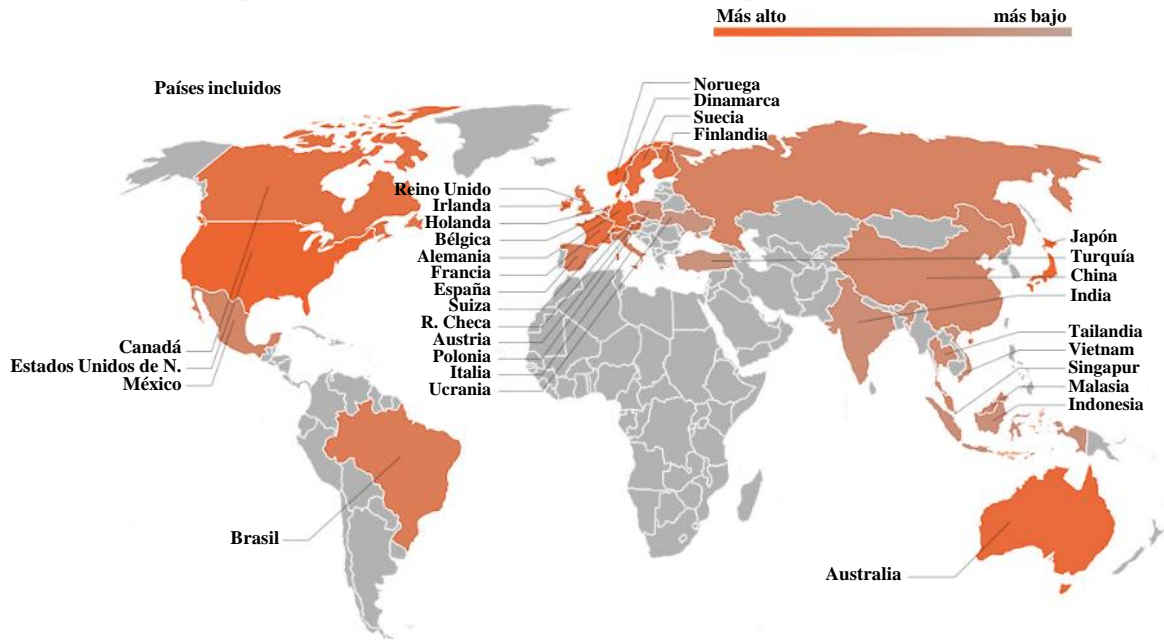 Más alto más bajo
Países incluidos
Noruega
Dinamarca
Suecia
Finlandia
Reino Unido
Irlanda
Holanda
Bélgica
Alemania
Francia
España
Suiza
R. Checa
Austria
Polonia
Italia
Ucrania
Japón
Turquía
China
India
Tailandia
Vietnam
Singapur
Malasia
Indonesia
Canadá
Estados Unidos de N.
México
Brasil
Australia